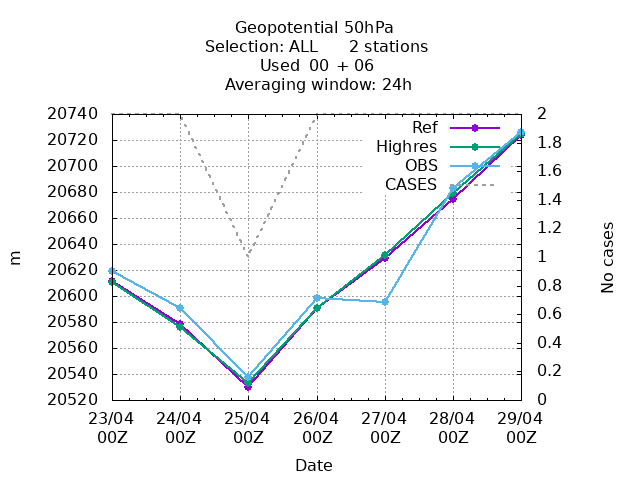 Geopotential 50hPa
Selection: ALL 2 stations
Used 00 + 06
Averaging window: 24h
20740
20720
20700
20680
20660
20640
20620
20600
20580
20560
20540
20520
m
2
1.8
1.6
1.4
1.2
1
0.8
0.6
0.4
0.2
0
No cases
Ref
Highres
OBS
CASES
23/04 24/04 25/04 26/04 27/04 28/04 29/04
00Z 00Z 00Z 00Z 00Z 00Z 00Z
Date